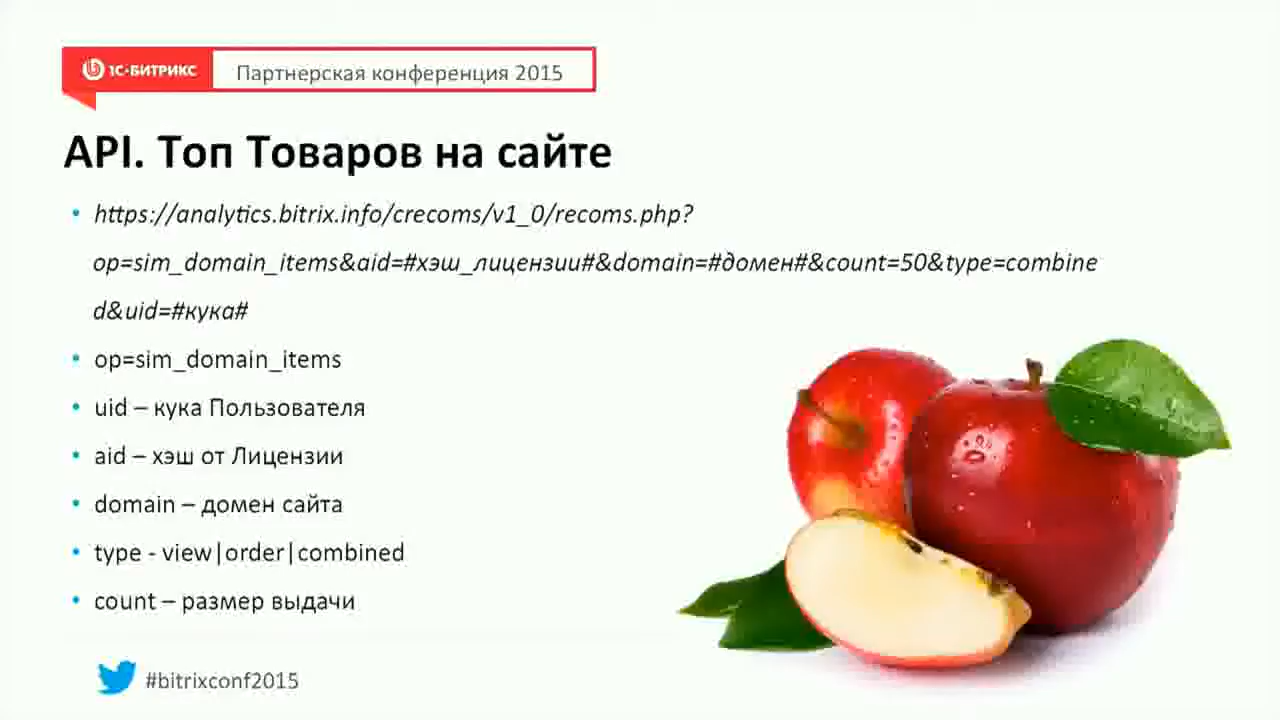 1С-БИТРИКС
Партнерская конференция 2015
API. Топ Товаров на сайте
• https://analytics.bitrix.info/crecoms/v1_0/recoms.php?
op=sim_domain_items&aid=#хэш_лицензии#&domain=#домен#&count=50&type=combine
d&uid=#кука#
• op=sim_domain_items
• uid – кука Пользователя
• aid – хэш от Лицензии
• domain – домен сайта
• type - view|order|combined
• count – размер выдачи
#bitrixconf2015